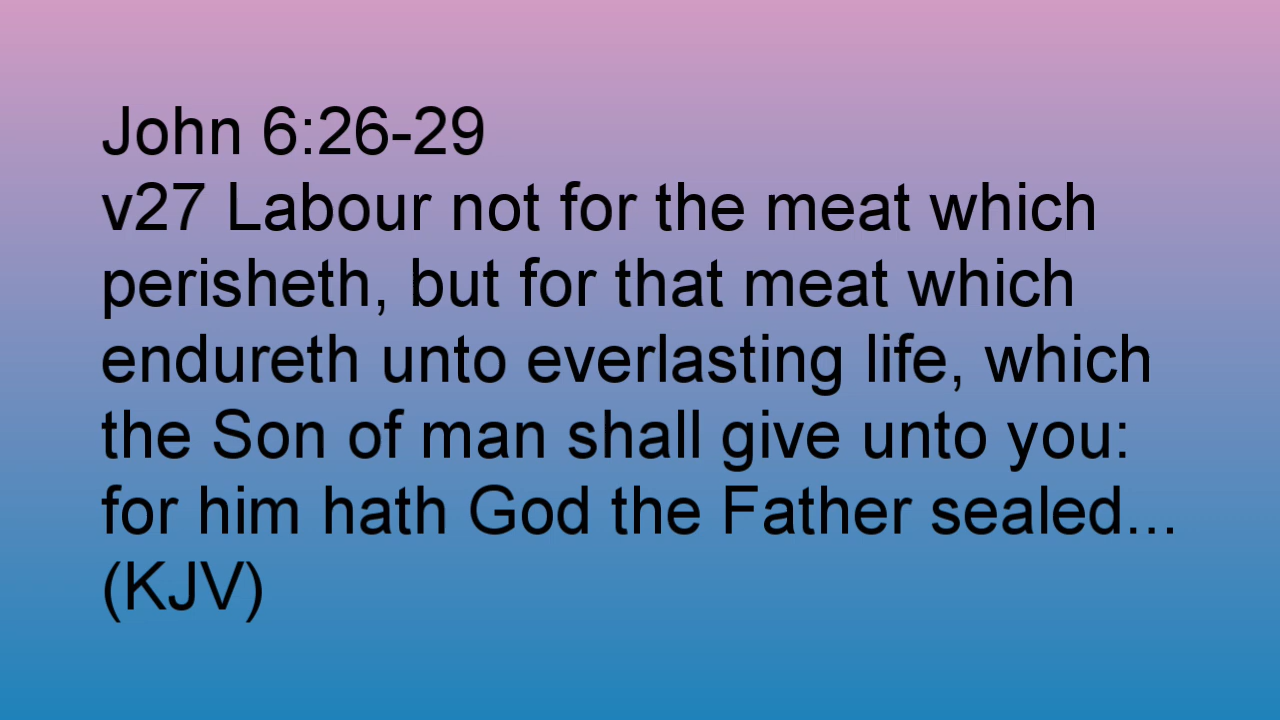 John 6:26-29
v27 Labour not for the meat which
perisheth, but for that meat which
endureth unto everlasting life, which
the Son of man shall give unto you:
for him hath God the Father sealed...
(KJV)